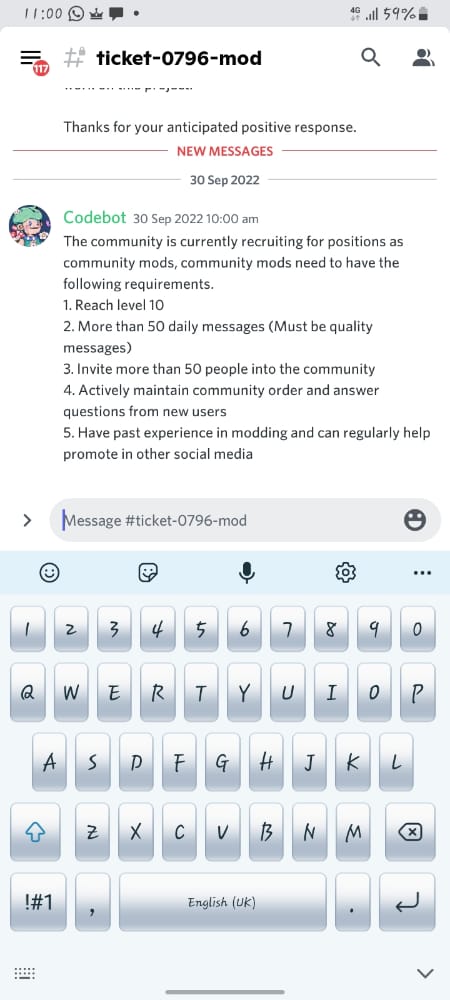 11:00 4G 59%
117 ticket-0796-mod
Thanks for your anticipated positive response.
NEW MESSAGES
30 Sep 2022
Codebot 30 Sep 2022 10:00 am
The community is currently recruiting for positions as
community mods, community mods need to have the
following requirements.
1. Reach level 10
2. More than 50 daily messages (Must be quality
messages)
3. Invite more than 50 people into the community
4. Actively maintain community order and answer
questions from new users
5. Have past experience in modding and can regularly help
promote in other social media
Message #ticket-0796-mod
1 2 3 4 5 6 7 8 9 0
Q W E R T Y U I O P
A S D F G H J K L
Z X C V B N M
!#1 , English (UK) .